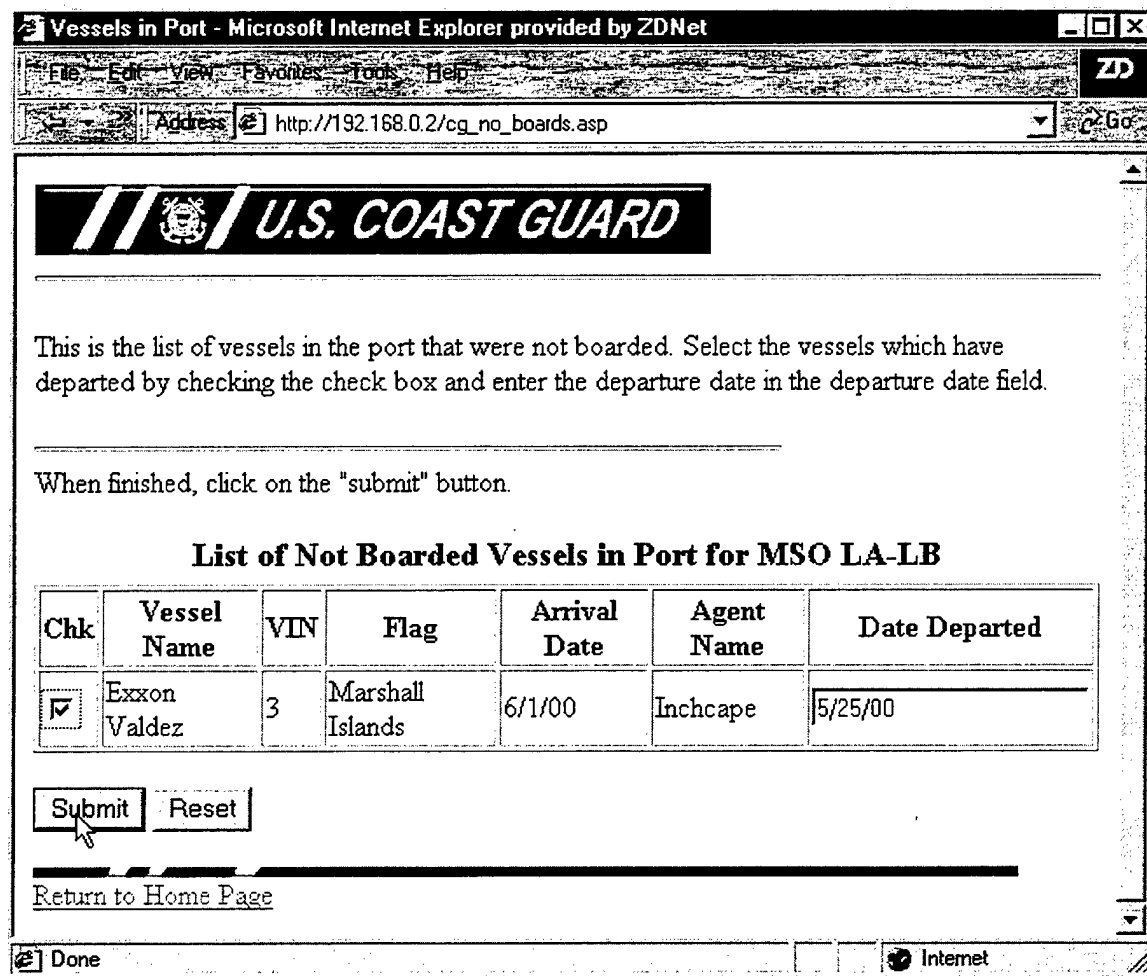 Vessels in Port - Microsoft Internet Explorer provided by ZDNet
File Edit View Favorites Tools Help
ZD
Address http://192.168.0.2/cg_no_boards.asp Go
U.S. COAST GUARD
This is the list of vessels in the port that were not boarded. Select the vessels which have
departed by checking the check box and enter the departure date in the departure date field.
When finished, click on the "submit" button.
List of Not Boarded Vessels in Port for MSO LA-LB
Chk Vessel Name VIN Flag Arrival Date Agent Name Date Departed
Exxon Valdez 3 Marshall Islands 6/1/00 Inchcape 5/25/00
Submit Reset
Return to Home Page
Done Internet